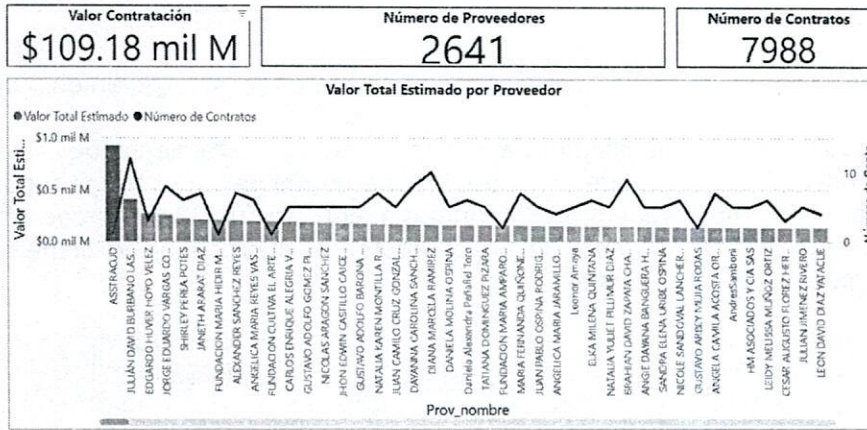 Valor Contratación
$109.18 mil M
Número de Proveedores
2641
Número de Contratos
7988
Valor Total Estimado por Proveedor
Valor Total Estimado Número de Contratos
Valor Total Esti...
$1.0 mil M
$0.5 mil M
$0.0 mil M
10
0
ASSTRACUD
JULIÁN DAVID BURBANO LAS...
EDGARDO HUVER HOYO VELEZ
JORGE EDUARDO VARGAS CO...
SHIRLEY PERLA POTES
JANETH ARARAT DIAZ
FUNDACION MARIA HIDIR M...
ALEXANDER SANCHEZ REYES
ANGELICA MARIA REYES VAS...
FUNDACION CULTIVA EL ARTE...
CARLOS ENRIQUE ALEGRIA V...
GUSTAVO ADOLFO GOMEZ PI...
NICOLAS ARAGON SANCHEZ
JHON EDWIN CASTILLO CAICE...
GUSTAVO ADOLFO BARONA ...
NATALIA KAREN MONTILLA R...
JUAN CAMILO CRUZ GONZAL...
DAYANNA CAROLINA SANCH...
DIANA MARCELA RAMIREZ
DANIELA MOLINA OSPINA
Daniela Alexandra Peñafiel Toro
TATIANA DOMINGUEZ PIZARA
FUNDACION MARIA AMPARO...
MARIA FERNANDA QUIÑONE...
JUAN PABLO OSPINA RODRIG...
ANGELICA MARIA JARAMILLO...
Leonor Amaya
ELKA MILENA QUINTANA
NATALIA YULIET PILLIMUR DIAZ
BRAHIAN DAVID ZAPATA CHA...
ANGIE DAYANA BANGUERA H...
SANDRA ELENA URIBE OSPINA
NICOLE SANDOVAL LANCHER...
GUSTAVO ARBEY MEJIA RODAS
ANGELA CAMILA ACOSTA OR...
AndresSamboni
HM ASOCIADOS Y CIA SAS
LEIDY MELISSA MUÑOZ ORTIZ
CESAR AUGUSTO FLOREZ HER...
JULIAN JIMENEZ RIVERO
LEON DAVID DIAZ YATACUE
Prov_nombre